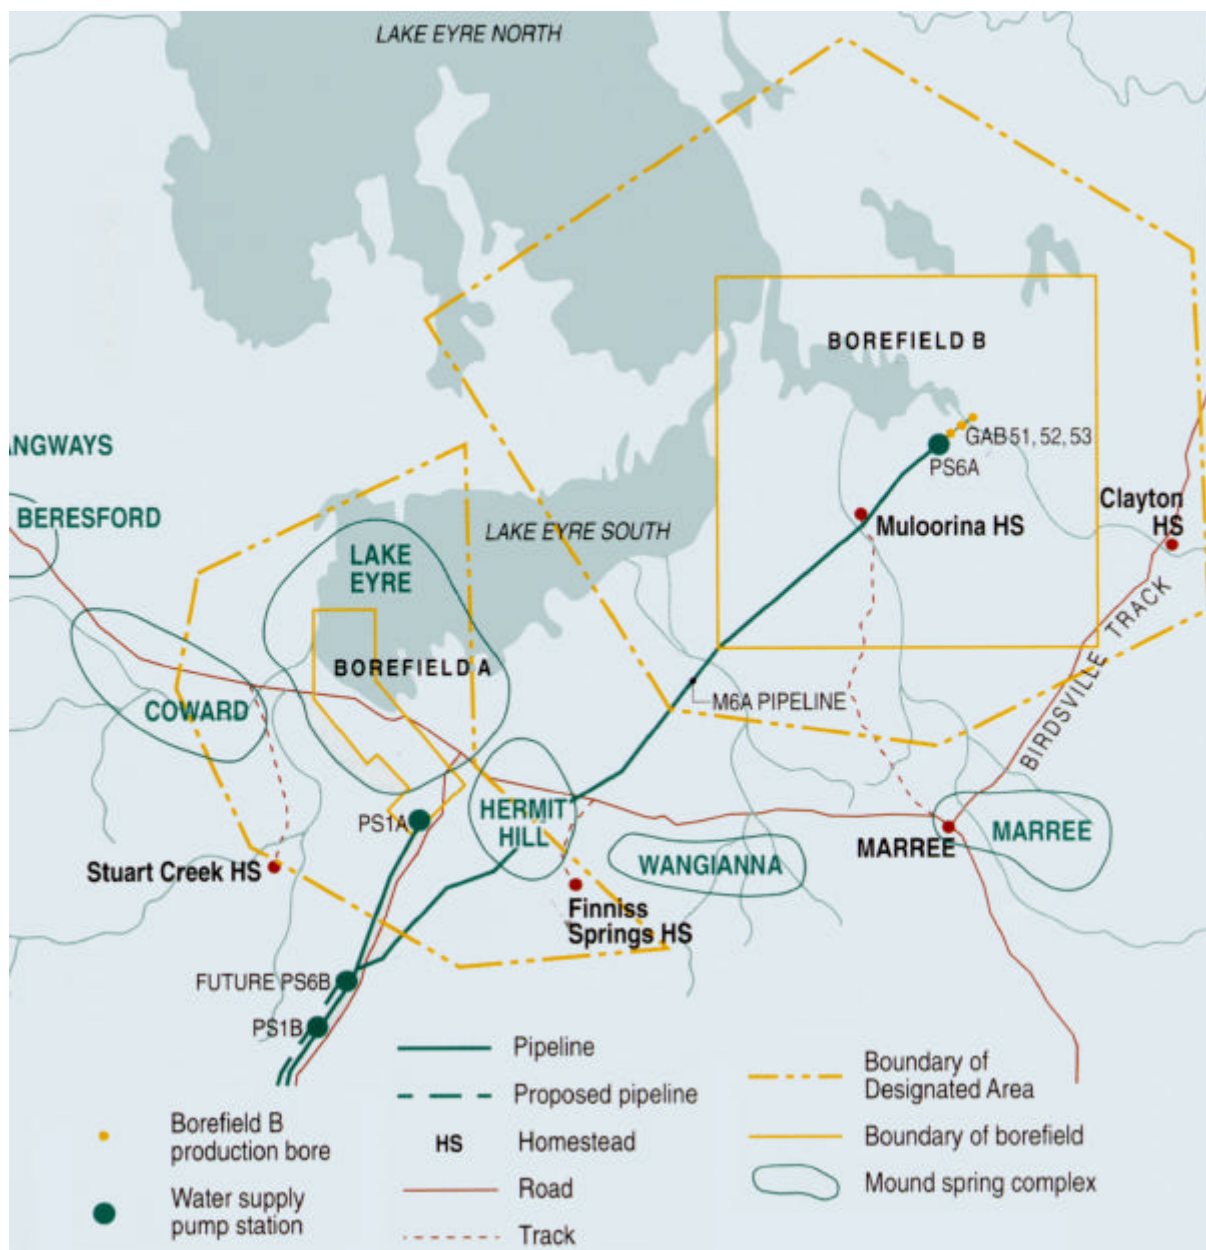 LAKE EYRE NORTH
BOREFIELD B
GAB 51, 52, 53
PS6A
ANGWAYS
BERESFORD
Clayton
HS
Muloorina HS
LAKE EYRE SOUTH
LAKE
EYRE
BIRDSVILLE TRACK
BOREFIELD A
COWARD
M6A PIPELINE
PS1A
HERMIT
HILL
MARREE
MARREE
WANGIANNA
Stuart Creek HS
Finniss
Springs HS
FUTURE PS6B
PS1B
Pipeline
Proposed pipeline
HS
Homestead
Road
Track
Boundary of
Designated Area
Boundary of borefield
Mound spring complex
Borefield B
production bore
Water supply
pump station